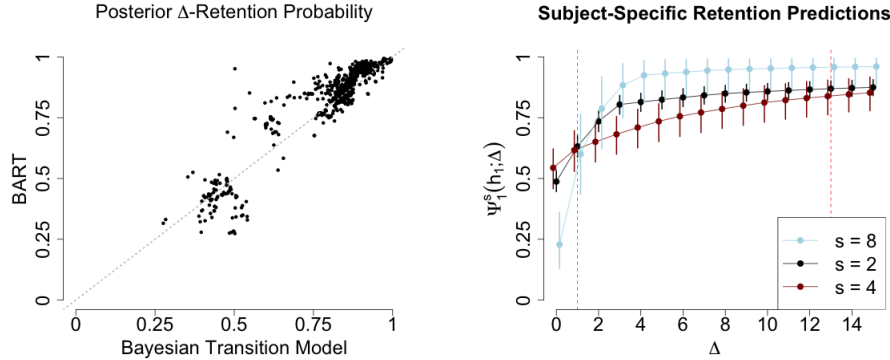 Posterior Δ-Retention Probability
BART
0 0.25 0.5 0.75 1
0 0.25 0.5 0.75 1
Bayesian Transition Model
Subject-Specific Retention Predictions
Ψ₁ˢ(h₁;Δ)
0 0.25 0.5 0.75 1
s = 8
s = 2
s = 4
0 2 4 6 8 10 12 14
Δ